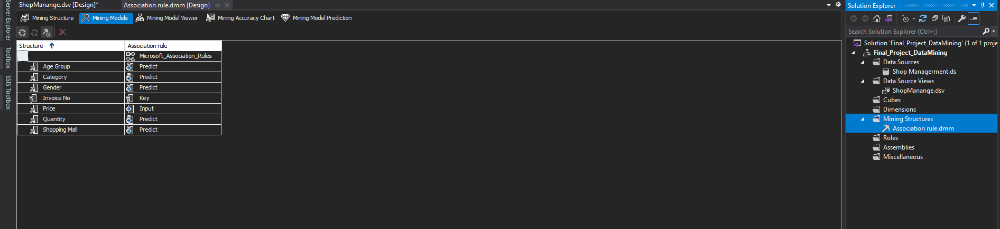 ShopManange.dsv [Design]*
Association rule.dmm [Design]
Server Explorer
Toolbox
SSIS Toolbox
Mining Structure
Mining Models
Mining Model Viewer
Mining Accuracy Chart
Mining Model Prediction
Structure
Association rule
Microsoft_Association_Rules
Age Group
Predict
Category
Predict
Gender
Predict
Invoice No
Key
Price
Input
Quantity
Predict
Shopping Mall
Predict
Solution Explorer
Search Solution Explorer (Ctrl+;)
Solution 'Final_Project_DataMining' (1 of 1 proje
Final_Project_DataMining
Data Sources
Shop Managerment.ds
Data Source Views
ShopManange.dsv
Cubes
Dimensions
Mining Structures
Association rule.dmm
Roles
Assemblies
Miscellaneous